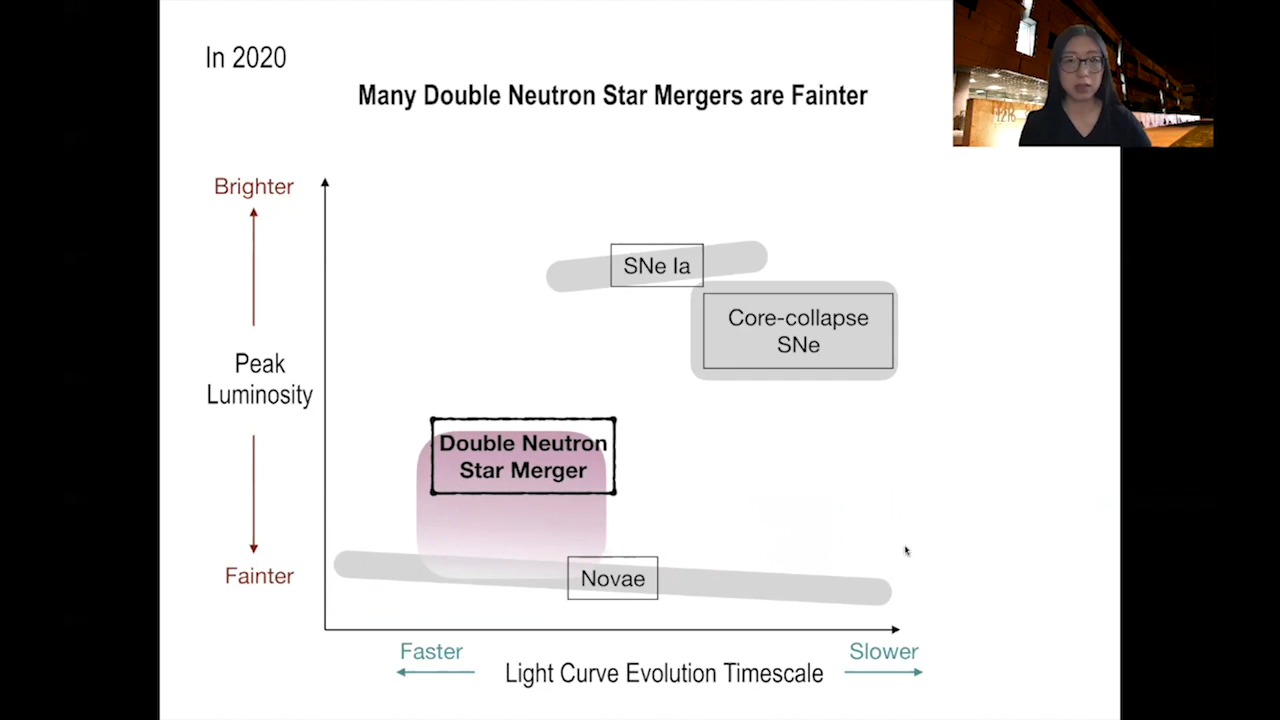 In 2020
Many Double Neutron Star Mergers are Fainter
Brighter
Peak
Luminosity
Fainter
SNe Ia
Core-collapse
SNe
Double Neutron
Star Merger
Novae
Faster
Light Curve Evolution Timescale
Slower
1216